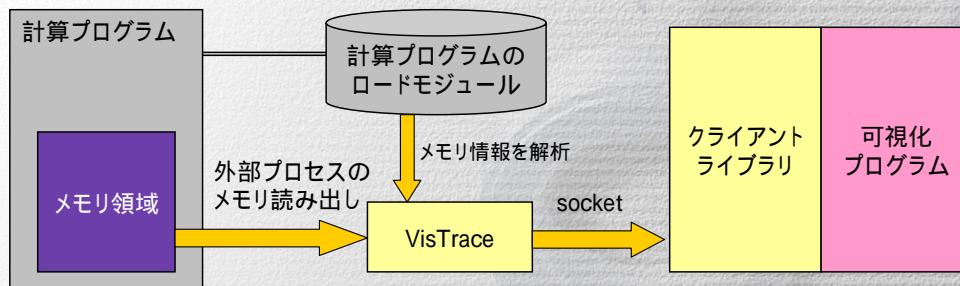 計算プログラム
計算プログラムの
ロードモジュール
メモリ情報を解析
外部プロセスの
メモリ読み出し
メモリ領域
VisTrace
socket
クライアント
ライブラリ
可視化
プログラム